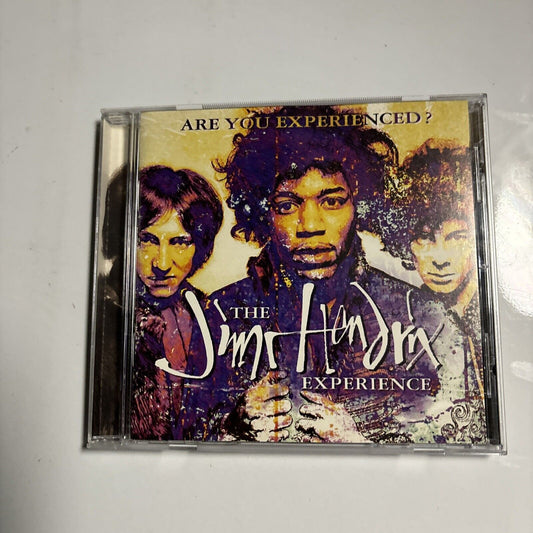 ARE YOU EXPERIENCED?
THE
Jimi Hendrix
EXPERIENCE